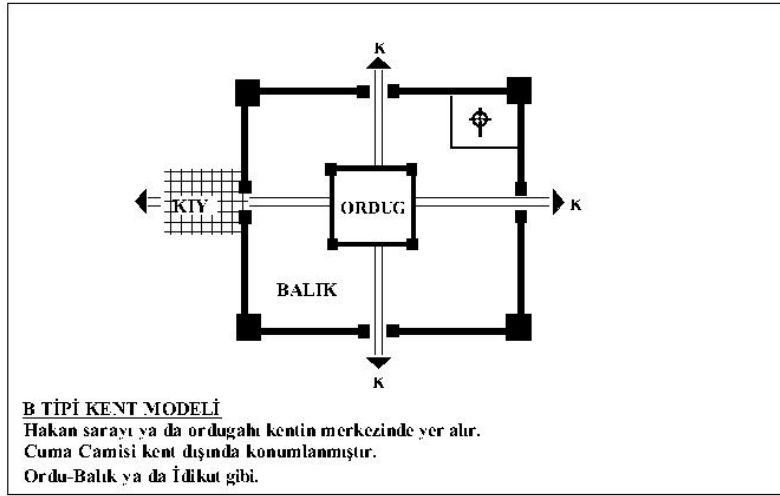 K
KIY
ORDUG
K
BALIK
K
B TİPİ KENT MODELİ
Hakan sarayı ya da ordugahı kentin merkezinde yer alır.
Cuma Camisi kent dışında konumlanmıştır.
Ordu-Balık ya da İdikut gibi.